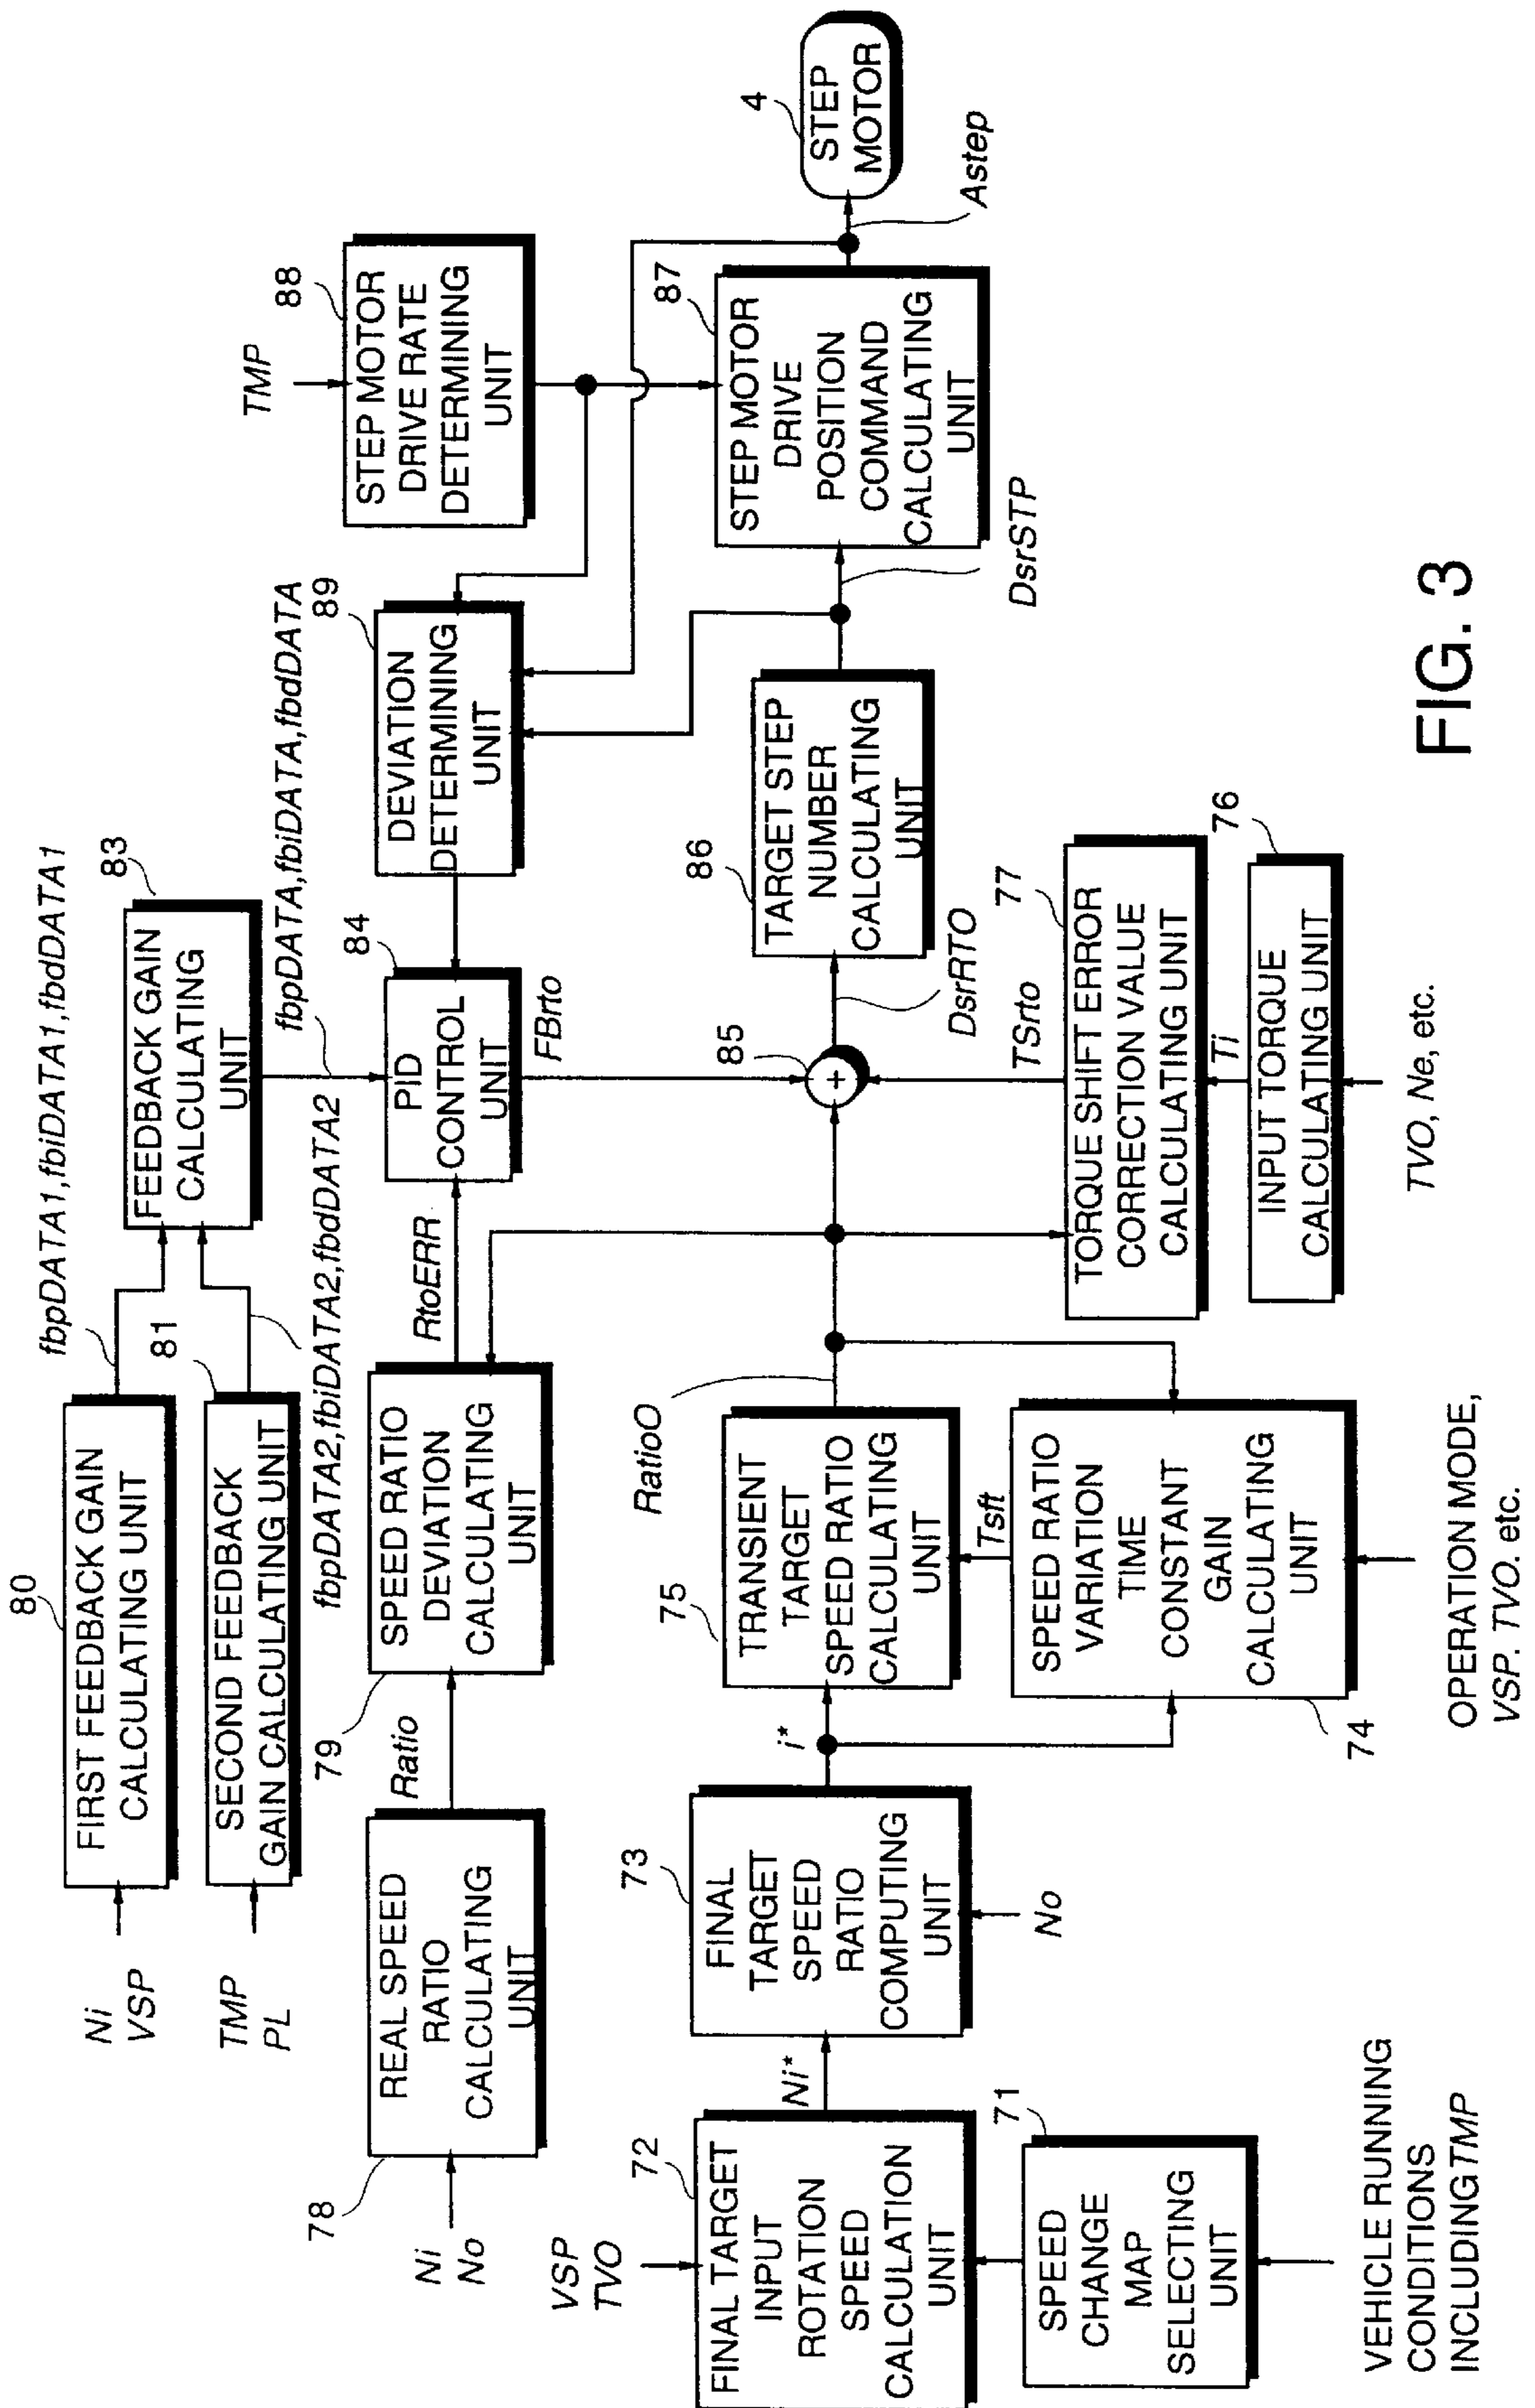 80
FIRST FEEDBACK GAIN
CALCULATING UNIT
Ni
VSP
fbpDATA1,fbiDATA1,fbdDATA1
81
SECOND FEEDBACK
GAIN CALCULATING UNIT
TMP
PL
fbpDATA2,fbiDATA2,fbdDATA2
83
FEEDBACK GAIN
CALCULATING
UNIT
fbpDATA,fbiDATA,fbdDATA
78
REAL SPEED
RATIO
CALCULATING
UNIT
Ni
No
Ratio
79
SPEED RATIO
DEVIATION
CALCULATING
UNIT
RtoERR
84
PID
CONTROL
UNIT
FBrto
89
DEVIATION
DETERMINING
UNIT
TMP
88
STEP MOTOR
DRIVE RATE
DETERMINING
UNIT
VSP
TVO
72
FINAL TARGET
INPUT
ROTATION
SPEED
CALCULATION
UNIT
Ni*
71
SPEED
CHANGE
MAP
SELECTING
UNIT
VEHICLE RUNNING
CONDITIONS
INCLUDING TMP
73
FINAL
TARGET
SPEED
RATIO
COMPUTING
UNIT
No
i*
75
TRANSIENT
TARGET
SPEED RATIO
CALCULATING
UNIT
RatioO
Tsft
SPEED RATIO
VARIATION
TIME
CONSTANT
GAIN
CALCULATING
UNIT
74
OPERATION MODE,
VSP. TVO. etc.
85
+
DsrRTO
TSrto
77
TORQUE SHIFT ERROR
CORRECTION VALUE
CALCULATING UNIT
Ti
76
INPUT TORQUE
CALCULATING UNIT
TVO, Ne, etc.
86
TARGET STEP
NUMBER
CALCULATING
UNIT
DsrSTP
87
STEP MOTOR
DRIVE
POSITION
COMMAND
CALCULATING
UNIT
Astep
4
STEP
MOTOR
FIG. 3